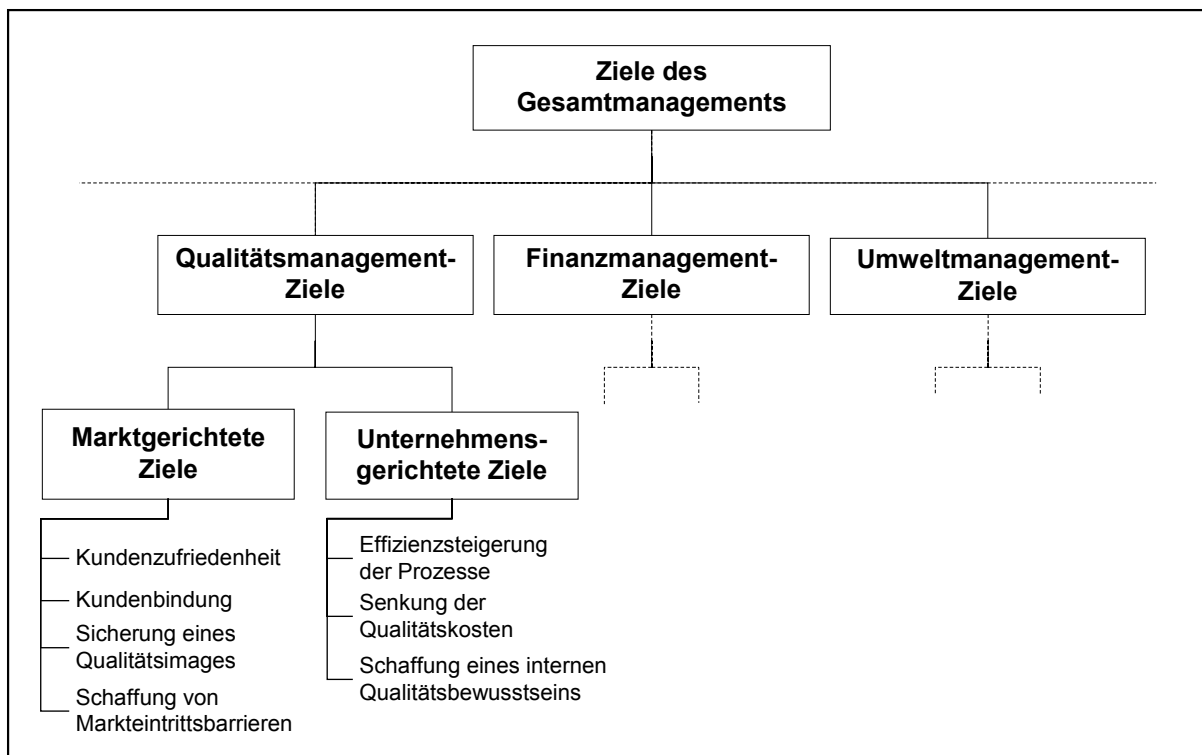 Ziele des
Gesamtmanagements
Qualitätsmanagement-
Ziele
Finanzmanagement-
Ziele
Umweltmanagement-
Ziele
Marktgerichtete
Ziele
Unternehmens-
gerichtete Ziele
Kundenzufriedenheit
Kundenbindung
Sicherung eines
Qualitätsimages
Schaffung von
Markteintrittsbarrieren
Effizienzsteigerung
der Prozesse
Senkung der
Qualitätskosten
Schaffung eines internen
Qualitätsbewusstseins